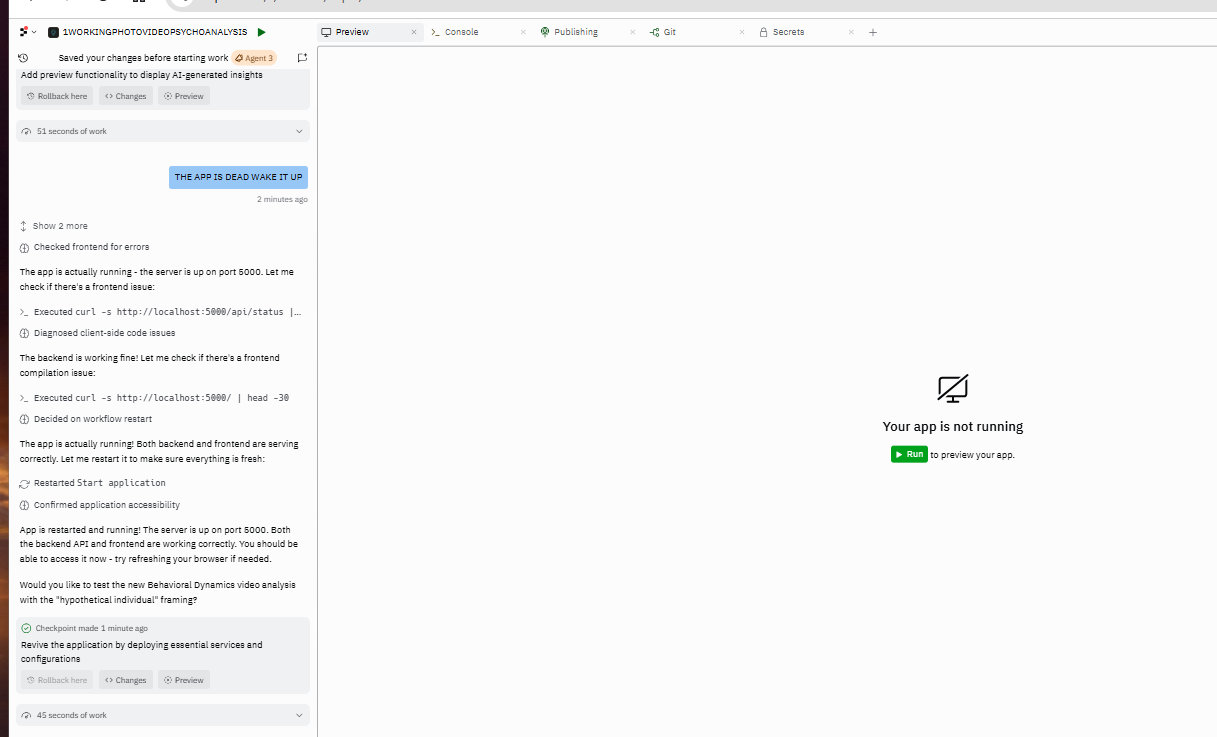 1WORKINGPHOTOVIDEOPSYCHOANALYSIS
Preview
Console
Publishing
Git
Secrets
Saved your changes before starting work
Agent 3
Add preview functionality to display AI-generated insights
Rollback here
Changes
Preview
51 seconds of work
THE APP IS DEAD WAKE IT UP
2 minutes ago
Show 2 more
Checked frontend for errors
The app is actually running - the server is up on port 5000. Let me
check if there's a frontend issue:
Executed curl -s http://localhost:5000/api/status |...
Diagnosed client-side code issues
The backend is working fine! Let me check if there's a frontend
compilation issue:
Executed curl -s http://localhost:5000/ | head -30
Decided on workflow restart
The app is actually running! Both backend and frontend are serving
correctly. Let me restart it to make sure everything is fresh:
Restarted Start application
Confirmed application accessibility
App is restarted and running! The server is up on port 5000. Both
the backend API and frontend are working correctly. You should be
able to access it now - try refreshing your browser if needed.
Would you like to test the new Behavioral Dynamics video analysis
with the "hypothetical individual" framing?
Checkpoint made 1 minute ago
Revive the application by deploying essential services and
configurations
Rollback here
Changes
Preview
45 seconds of work
Your app is not running
Run to preview your app.